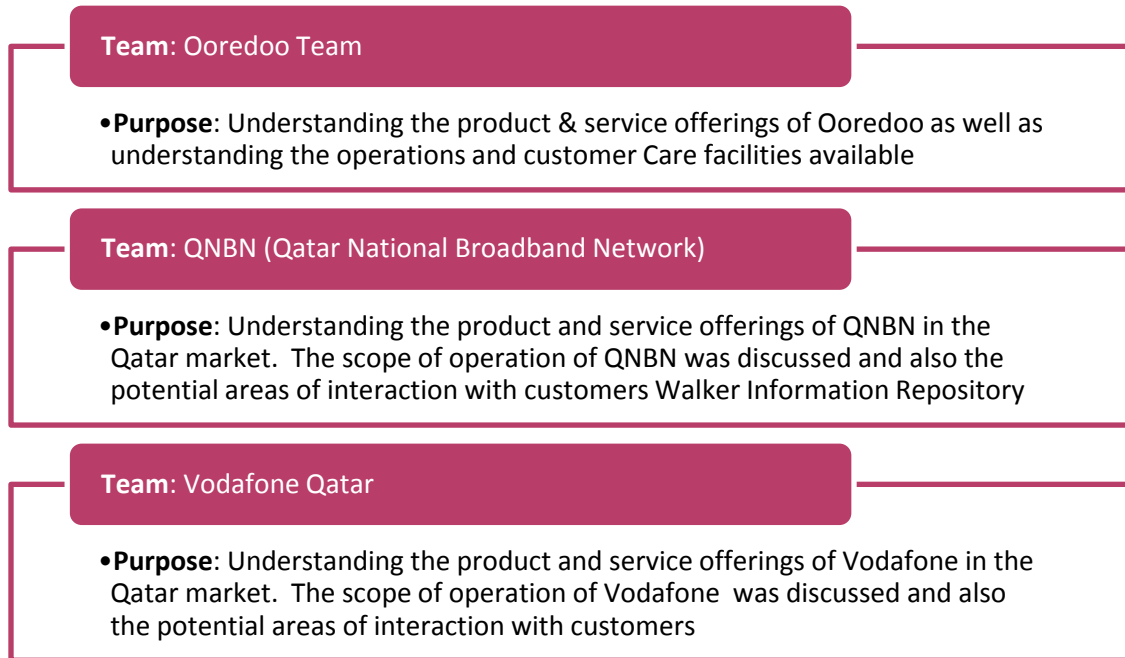 Team: Ooredoo Team
•Purpose: Understanding the product & service offerings of Ooredoo as well as
understanding the operations and customer Care facilities available
Team: QNBN (Qatar National Broadband Network)
•Purpose: Understanding the product and service offerings of QNBN in the
Qatar market.  The scope of operation of QNBN was discussed and also the
potential areas of interaction with customers Walker Information Repository
Team: Vodafone Qatar
•Purpose: Understanding the product and service offerings of Vodafone in the
Qatar market.  The scope of operation of Vodafone  was discussed and also
the potential areas of interaction with customers